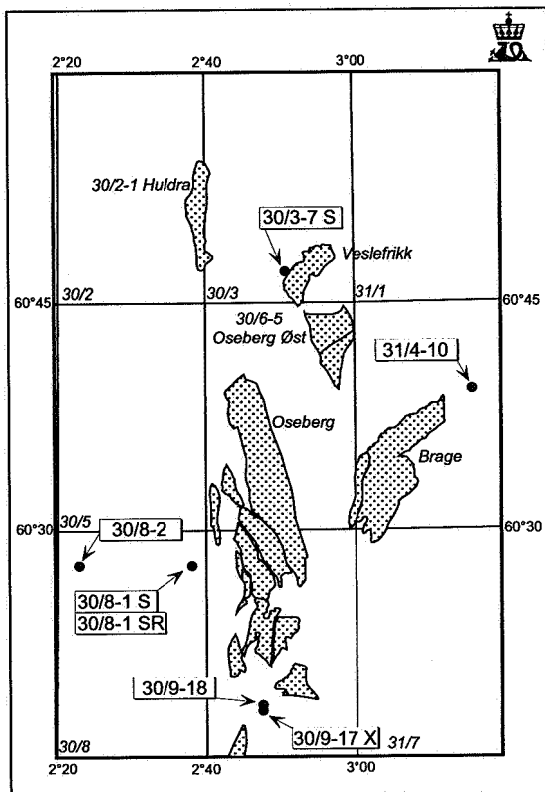 2°20 2°40 3°00
30/2-1 Huldra
30/3-7 S
Veslefrikk
60°45 30/2 30/3 31/1 60°45
30/6-5
Oseberg Øst
31/4-10
Oseberg
Brage
60°30 30/5 30/8-2 60°30
30/8-1 S
30/8-1 SR
30/9-18
30/9-17 X
30/8 31/7
2°20 2°40 3°00